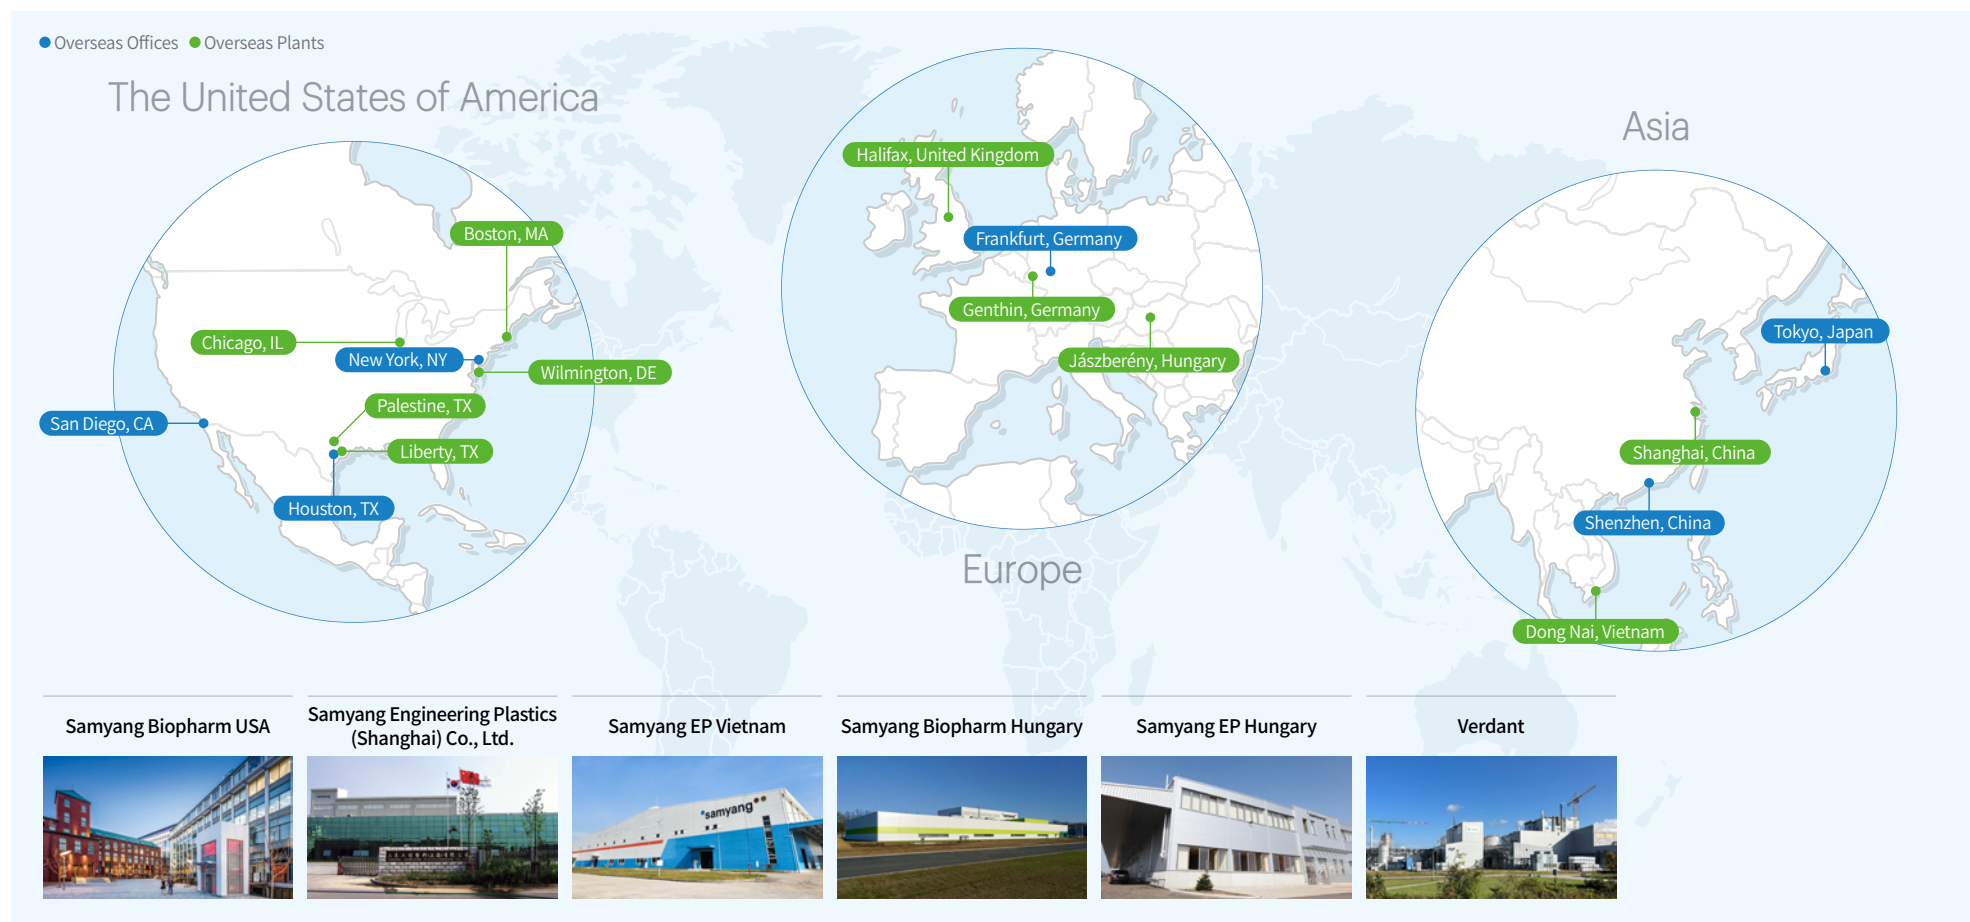 Overseas Offices Overseas Plants
The United States of America
Boston, MA
Chicago, IL
New York, NY
Wilmington, DE
Palestine, TX
San Diego, CA
Liberty, TX
Houston, TX
Halifax, United Kingdom
Frankfurt, Germany
Genthin, Germany
Jászberény, Hungary
Europe
Asia
Tokyo, Japan
Shanghai, China
Shenzhen, China
Dong Nai, Vietnam
Samyang Biopharm USA
Samyang Engineering Plastics
(Shanghai) Co., Ltd.
Samyang EP Vietnam
samyang
Samyang Biopharm Hungary
Samyang EP Hungary
Verdant